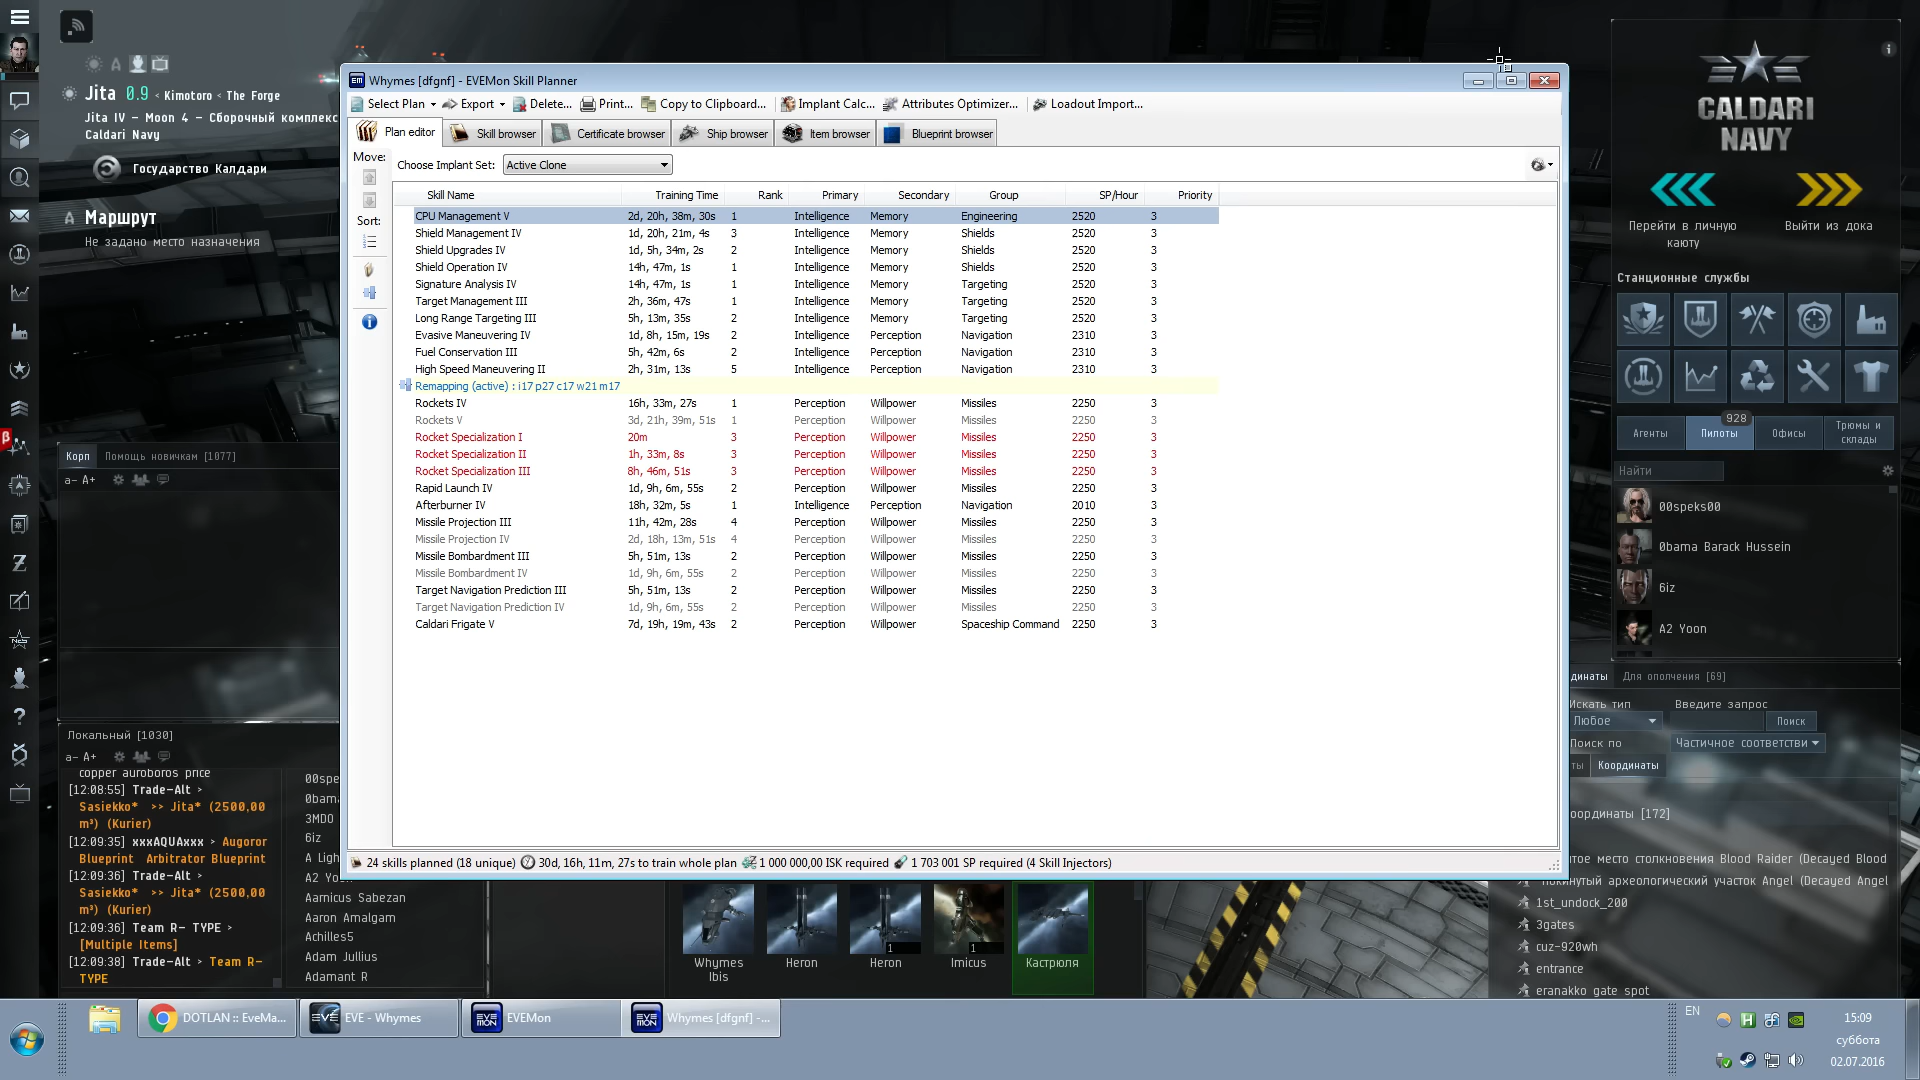 Jita 0.9 < Kimotoro < The Forge
Jita IV - Moon 4 - Сборочный комплекс
Caldari Navy
Государство Калдари
Маршрут
Не задано место назначения
Корп Помощь новичкам [1077]
a- A+
Локальный [1030]
a- A+
copper auroboros price
[12:08:55] Trade-Alt >
Sasiekko* >> Jita* (2500,00
m³) (Kurier)
[12:09:35] xxxAQUAxxx > Augoror
Blueprint Arbitrator Blueprint
[12:09:36] Trade-Alt >
Sasiekko* >> Jita* (2500,00
m³) (Kurier)
[12:09:36] Team R- TYPE >
[Multiple Items]
[12:09:38] Trade-Alt > Team R-
TYPE
00spe
0bama
3MDO
6iz
A Ligh
A2 Yo
Aamicus Sabezan
Aaron Amalgam
Achilles5
Adam Jullius
Adamant R
Whymes [dfgnf] - EVEMon Skill Planner
Select Plan Export Delete... Print... Copy to Clipboard... Implant Calc... Attributes Optimizer... Loadout Import...
Plan editor Skill browser Certificate browser Ship browser Item browser Blueprint browser
Move:
Choose Implant Set: Active Clone
Sort:
Skill Name Training Time Rank Primary Secondary Group SP/Hour Priority
CPU Management V 2d, 20h, 38m, 30s 1 Intelligence Memory Engineering 2520 3
Shield Management IV 1d, 20h, 21m, 4s 3 Intelligence Memory Shields 2520 3
Shield Upgrades IV 1d, 5h, 34m, 2s 2 Intelligence Memory Shields 2520 3
Shield Operation IV 14h, 47m, 1s 1 Intelligence Memory Shields 2520 3
Signature Analysis IV 14h, 47m, 1s 1 Intelligence Memory Targeting 2520 3
Target Management III 2h, 36m, 47s 1 Intelligence Memory Targeting 2520 3
Long Range Targeting III 5h, 13m, 35s 2 Intelligence Memory Targeting 2520 3
Evasive Maneuvering IV 1d, 8h, 15m, 19s 2 Intelligence Perception Navigation 2310 3
Fuel Conservation III 5h, 42m, 6s 2 Intelligence Perception Navigation 2310 3
High Speed Maneuvering II 2h, 31m, 13s 5 Intelligence Perception Navigation 2310 3
Remapping (active) : i17 p27 c17 w21 m17
Rockets IV 16h, 33m, 27s 1 Perception Willpower Missiles 2250 3
Rockets V 3d, 21h, 39m, 51s 1 Perception Willpower Missiles 2250 3
Rocket Specialization I 20m 3 Perception Willpower Missiles 2250 3
Rocket Specialization II 1h, 33m, 8s 3 Perception Willpower Missiles 2250 3
Rocket Specialization III 8h, 46m, 51s 3 Perception Willpower Missiles 2250 3
Rapid Launch IV 1d, 9h, 6m, 55s 2 Perception Willpower Missiles 2250 3
Afterburner IV 18h, 32m, 5s 1 Intelligence Perception Navigation 2010 3
Missile Projection III 11h, 42m, 28s 4 Perception Willpower Missiles 2250 3
Missile Projection IV 2d, 18h, 13m, 51s 4 Perception Willpower Missiles 2250 3
Missile Bombardment III 5h, 51m, 13s 2 Perception Willpower Missiles 2250 3
Missile Bombardment IV 1d, 9h, 6m, 55s 2 Perception Willpower Missiles 2250 3
Target Navigation Prediction III 5h, 51m, 13s 2 Perception Willpower Missiles 2250 3
Target Navigation Prediction IV 1d, 9h, 6m, 55s 2 Perception Willpower Missiles 2250 3
Caldari Frigate V 7d, 19h, 19m, 43s 2 Perception Willpower Spaceship Command 2250 3
24 skills planned (18 unique) 30d, 16h, 11m, 27s to train whole plan 1 000 000,00 ISK required 1 703 001 SP required (4 Skill Injectors)
Whymes
Ibis
Heron
1
Heron
1
Imicus
Кастрюля
CALDARI
NAVY
Перейти в личную
каюту
Выйти из дока
Станционные службы
928
Агенты Пилоты Офисы Трюмы и
склады
Найти
00speks00
0bama Barack Hussein
6iz
A2 Yoon
динаты Для ополчения [69]
Искать тип Введите запрос
Любое Поиск
Поиск по Частичное соответстви
ты Координаты
оординаты [172]
тое место столкновения Blood Raider (Decayed Blood
покинутый археологический участок Angel (Decayed Angel
1st_undock_200
3gates
cuz-920wh
entrance
eranakko gate spot
DOTLAN :: EveMa...
EVE - Whymes
EVEMon
Whymes [dfgnf] -...
EN
15:09
суббота
02.07.2016